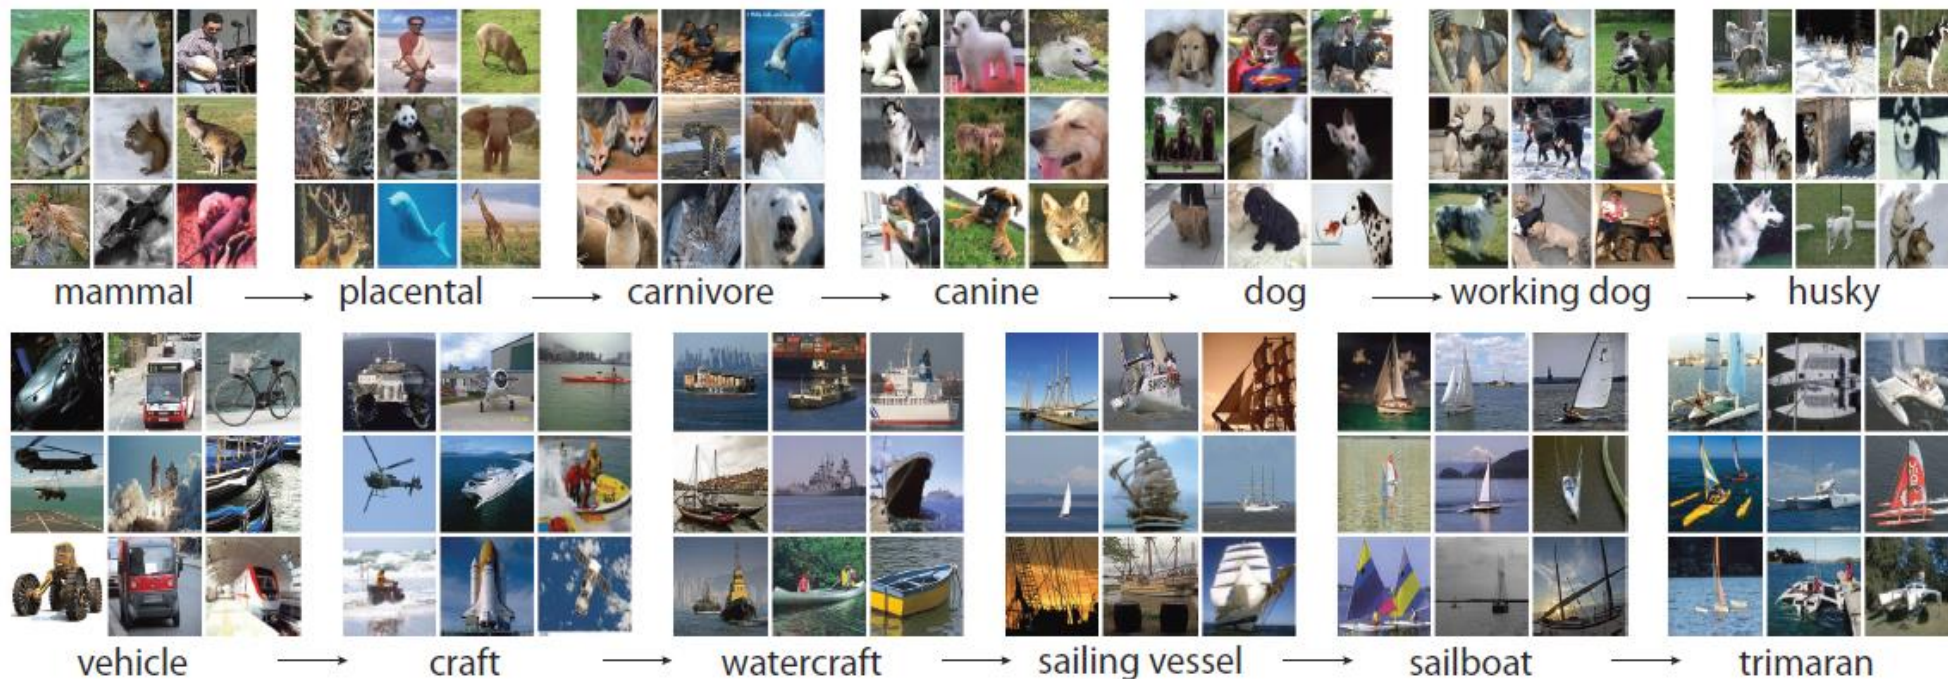 mammal → placental → carnivore → canine → dog → working dog → husky
vehicle → craft → watercraft → sailing vessel → sailboat → trimaran